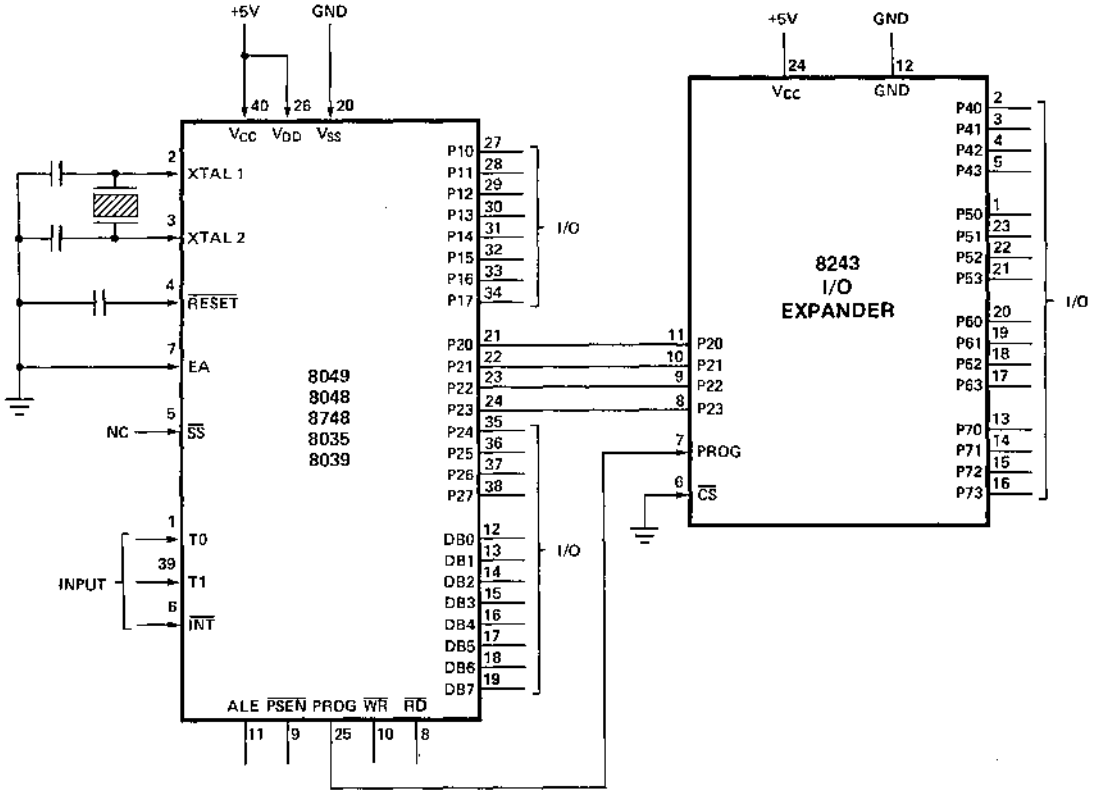 +5V GND
40 26 20
VCC VDD VSS
2 XTAL 1
3 XTAL 2
4 RESET
7 EA
NC 5 SS
INPUT
1 T0
39 T1
6 INT
8049
8048
8748
8035
8039
P10 27
P11 28
P12 29
P13 30
P14 31
P15 32
P16 33
P17 34
I/O
P20 21
P21 22
P22 23
P23 24
P24 35
P25 36
P26 37
P27 38
DB0 12
DB1 13
DB2 14
DB3 15
DB4 16
DB5 17
DB6 18
DB7 19
I/O
ALE PSEN PROG WR RD
11 9 25 10 8
+5V GND
24 12
VCC GND
8243
I/O
EXPANDER
11 P20
10 P21
9 P22
8 P23
7 PROG
6 CS
P40 2
P41 3
P42 4
P43 5
P50 1
P51 23
P52 22
P53 21
P60 20
P61 19
P62 18
P63 17
P70 13
P71 14
P72 15
P73 16
I/O